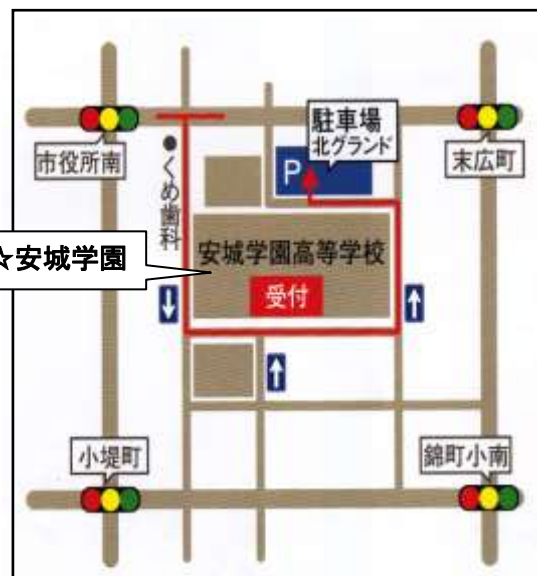 市役所南
●くめ歯科
駐車場
北グランド
P
末広町
☆安城学園
安城学園高等学校
受付
小堤町
錦町小南